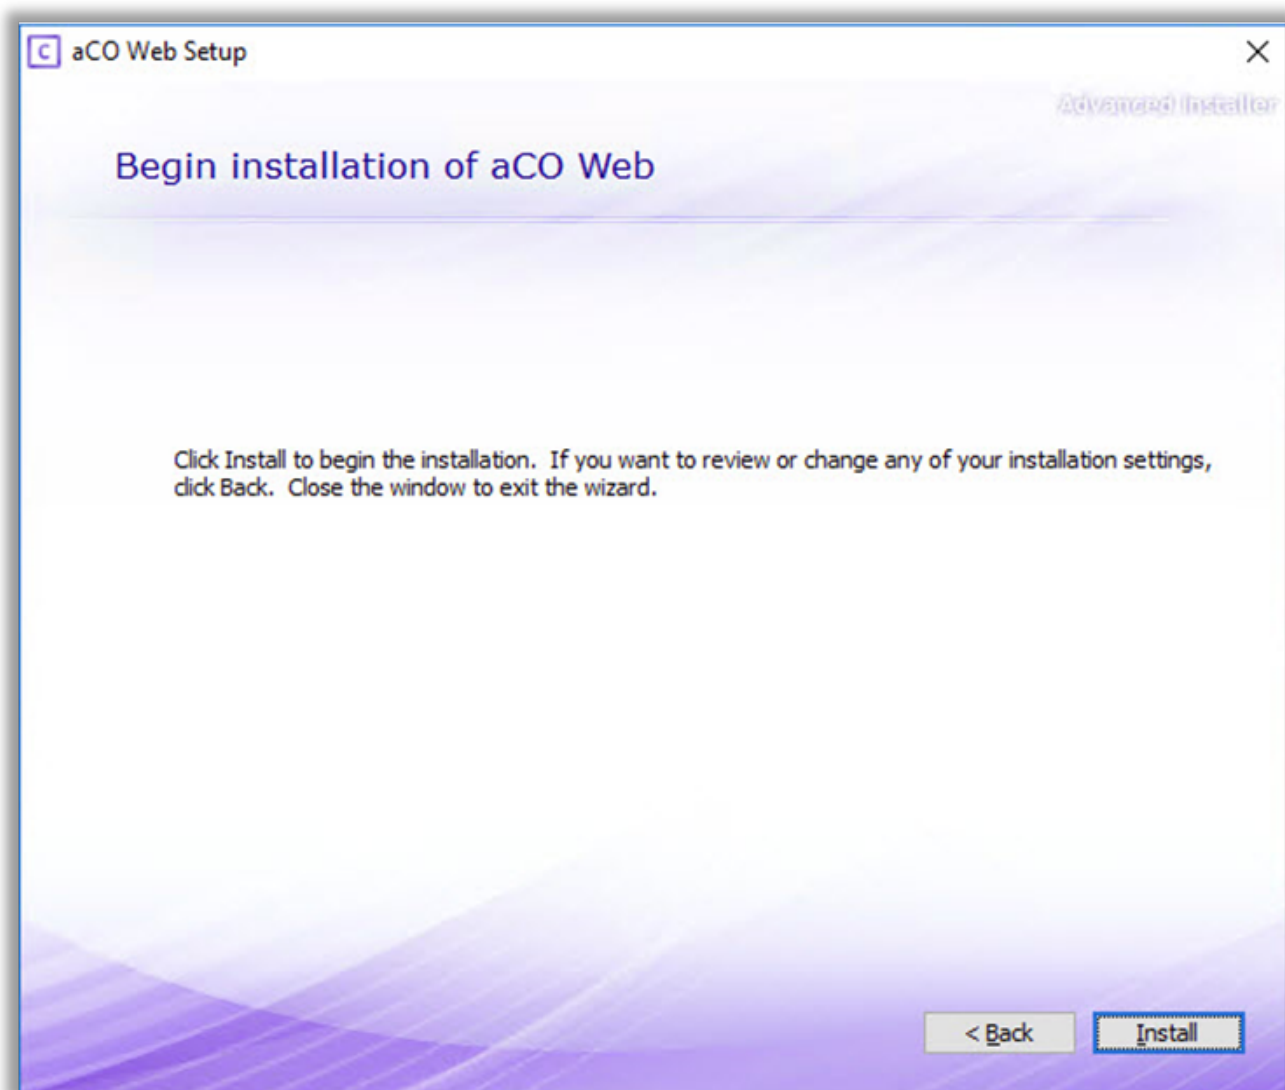 C aCO Web Setup
Advanced Installer
Begin installation of aCO Web
Click Install to begin the installation.  If you want to review or change any of your installation settings,
click Back.  Close the window to exit the wizard.
< Back Install